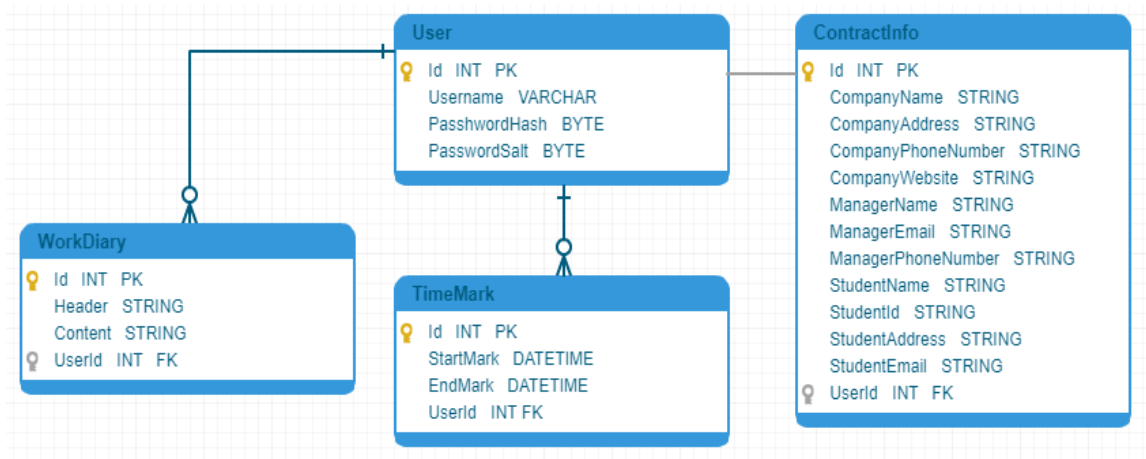 User
Id INT PK
Username VARCHAR
PasshwordHash BYTE
PasswordSalt BYTE
ContractInfo
Id INT PK
CompanyName STRING
CompanyAddress STRING
CompanyPhoneNumber STRING
CompanyWebsite STRING
ManagerName STRING
ManagerEmail STRING
ManagerPhoneNumber STRING
StudentName STRING
StudentId STRING
StudentAddress STRING
StudentEmail STRING
UserId INT FK
WorkDiary
Id INT PK
Header STRING
Content STRING
UserId INT FK
TimeMark
Id INT PK
StartMark DATETIME
EndMark DATETIME
UserId INT FK